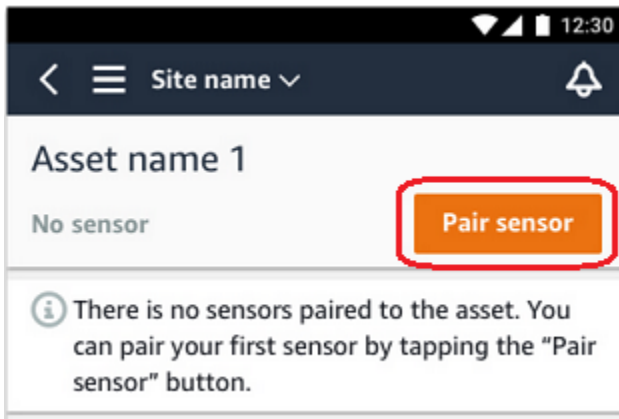 12:30
Site name
Asset name 1
No sensor
Pair sensor
There is no sensors paired to the asset. You
can pair your first sensor by tapping the “Pair
sensor” button.